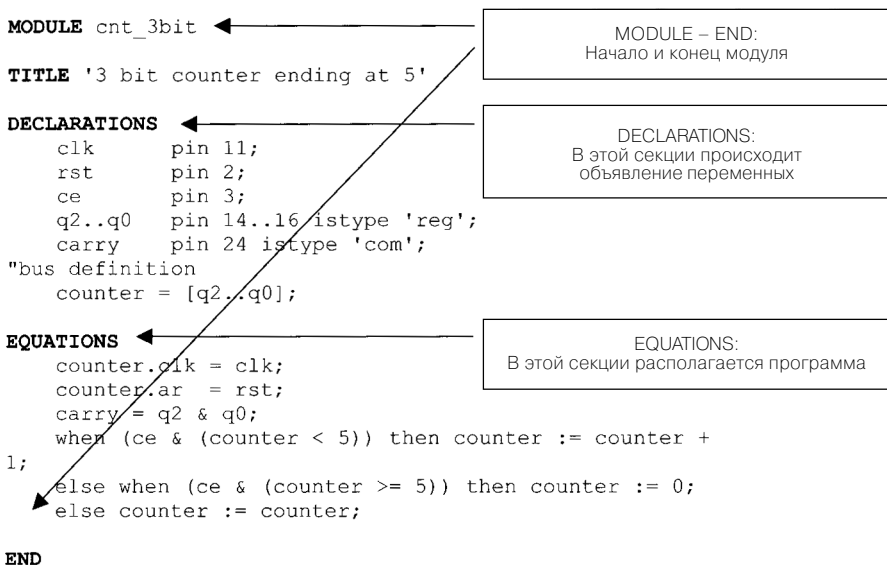 MODULE cnt_3bit
TITLE '3 bit counter ending at 5'
DECLARATIONS
clk pin 11;
rst pin 2;
ce pin 3;
q2..q0 pin 14..16 istype 'reg';
carry pin 24 istype 'com';
"bus definition
counter = [q2..q0];
EQUATIONS
counter.clk = clk;
counter.ar = rst;
carry = q2 & q0;
when (ce & (counter < 5)) then counter := counter +
1;
else when (ce & (counter >= 5)) then counter := 0;
else counter := counter;
END
MODULE – END:
Начало и конец модуля
DECLARATIONS:
В этой секции происходит
объявление переменных
EQUATIONS:
В этой секции располагается программа